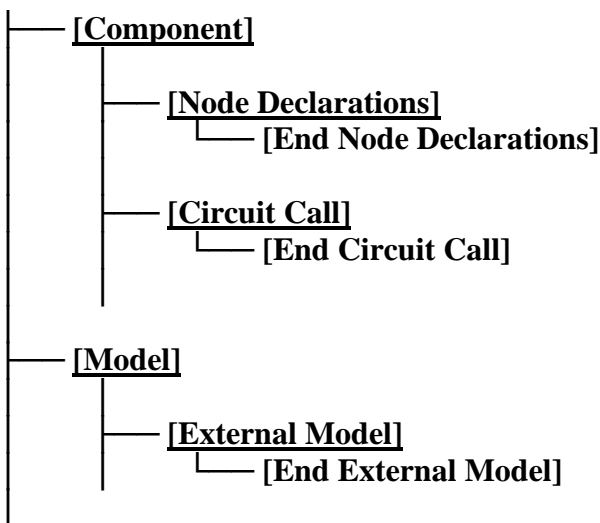 [Component]
[Node Declarations]
[End Node Declarations]
[Circuit Call]
[End Circuit Call]
[Model]
[External Model]
[End External Model]